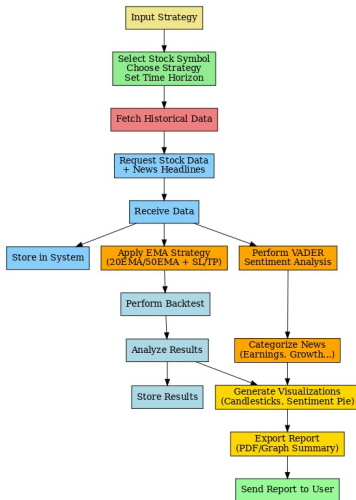 Input Strategy
Select Stock Symbol
Choose Strategy
Set Time Horizon
Fetch Historical Data
Request Stock Data
+ News Headlines
Receive Data
Store in System
Apply EMA Strategy
(20EMA/50EMA + SL/TP)
Perform VADER
Sentiment Analysis
Perform Backtest
Analyze Results
Categorize News
(Earnings, Growth...)
Store Results
Generate Visualizations
(Candlesticks, Sentiment Pie)
Export Report
(PDF/Graph Summary)
Send Report to User